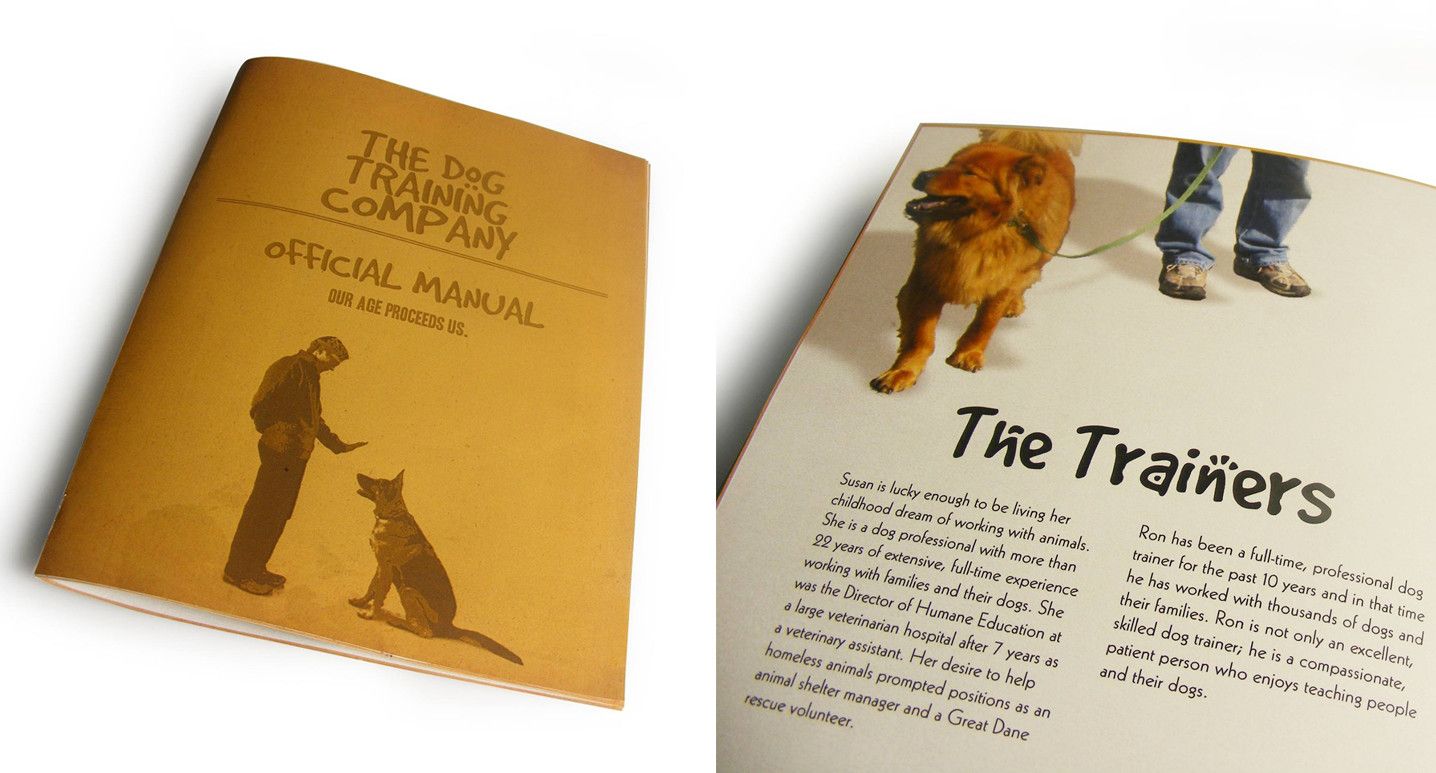 THE DOG
TRAINING
COMPANY
OFFICIAL MANUAL
OUR AGE PROCEEDS US.
The Trainers
Susan is lucky enough to be living her
childhood dream of working with animals.
She is a dog professional with more than
22 years of extensive, full-time experience
working with families and their dogs. She
was the Director of Humane Education at
a large veterinarian hospital after 7 years as
a veterinary assistant. Her desire to help
homeless animals prompted positions as an
animal shelter manager and a Great Dane
rescue volunteer.
Ron has been a full-time, professional dog
trainer for the past 10 years and in that time
he has worked with thousands of dogs and
their families. Ron is not only an excellent,
skilled dog trainer; he is a compassionate,
patient person who enjoys teaching people
and their dogs.